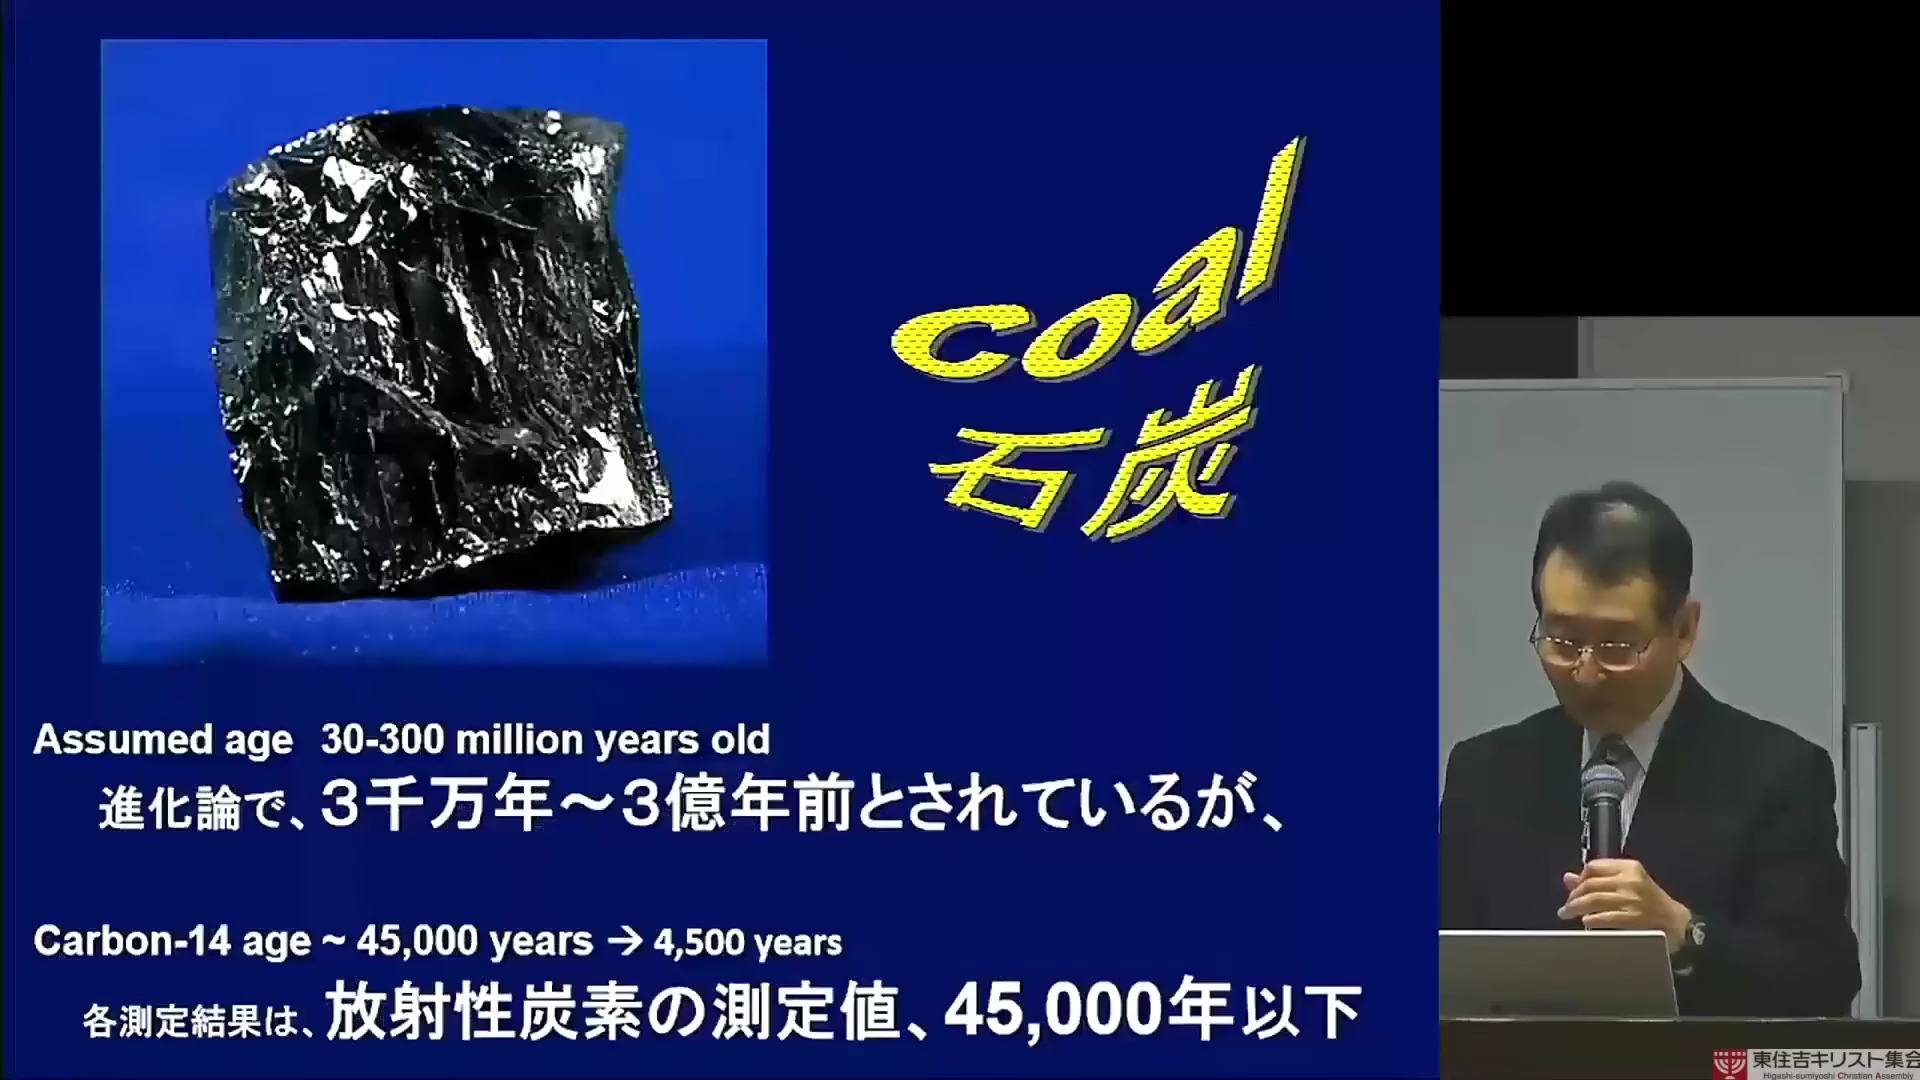 coal
石炭
Assumed age 30-300 million years old
進化論で、3千万年～3億年前とされているが、
Carbon-14 age ~ 45,000 years → 4,500 years
各測定結果は、放射性炭素の測定値、45,000年以下
東住吉キリスト集会
Higashi-sumiyoshi Christian Assembly